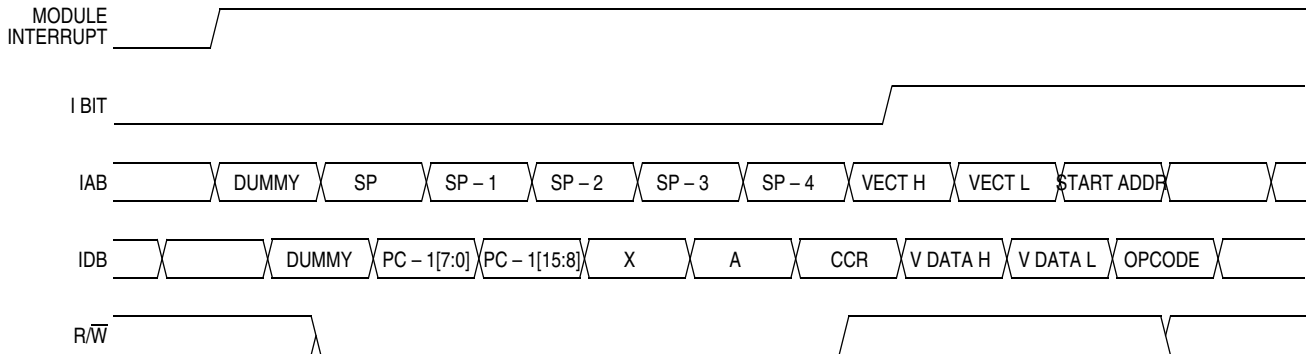 MODULE
INTERRUPT
I BIT
IAB DUMMY SP SP – 1 SP – 2 SP – 3 SP – 4 VECT H VECT L START ADDR
IDB DUMMY PC – 1[7:0] PC – 1[15:8] X A CCR V DATA H V DATA L OPCODE
R/W̅